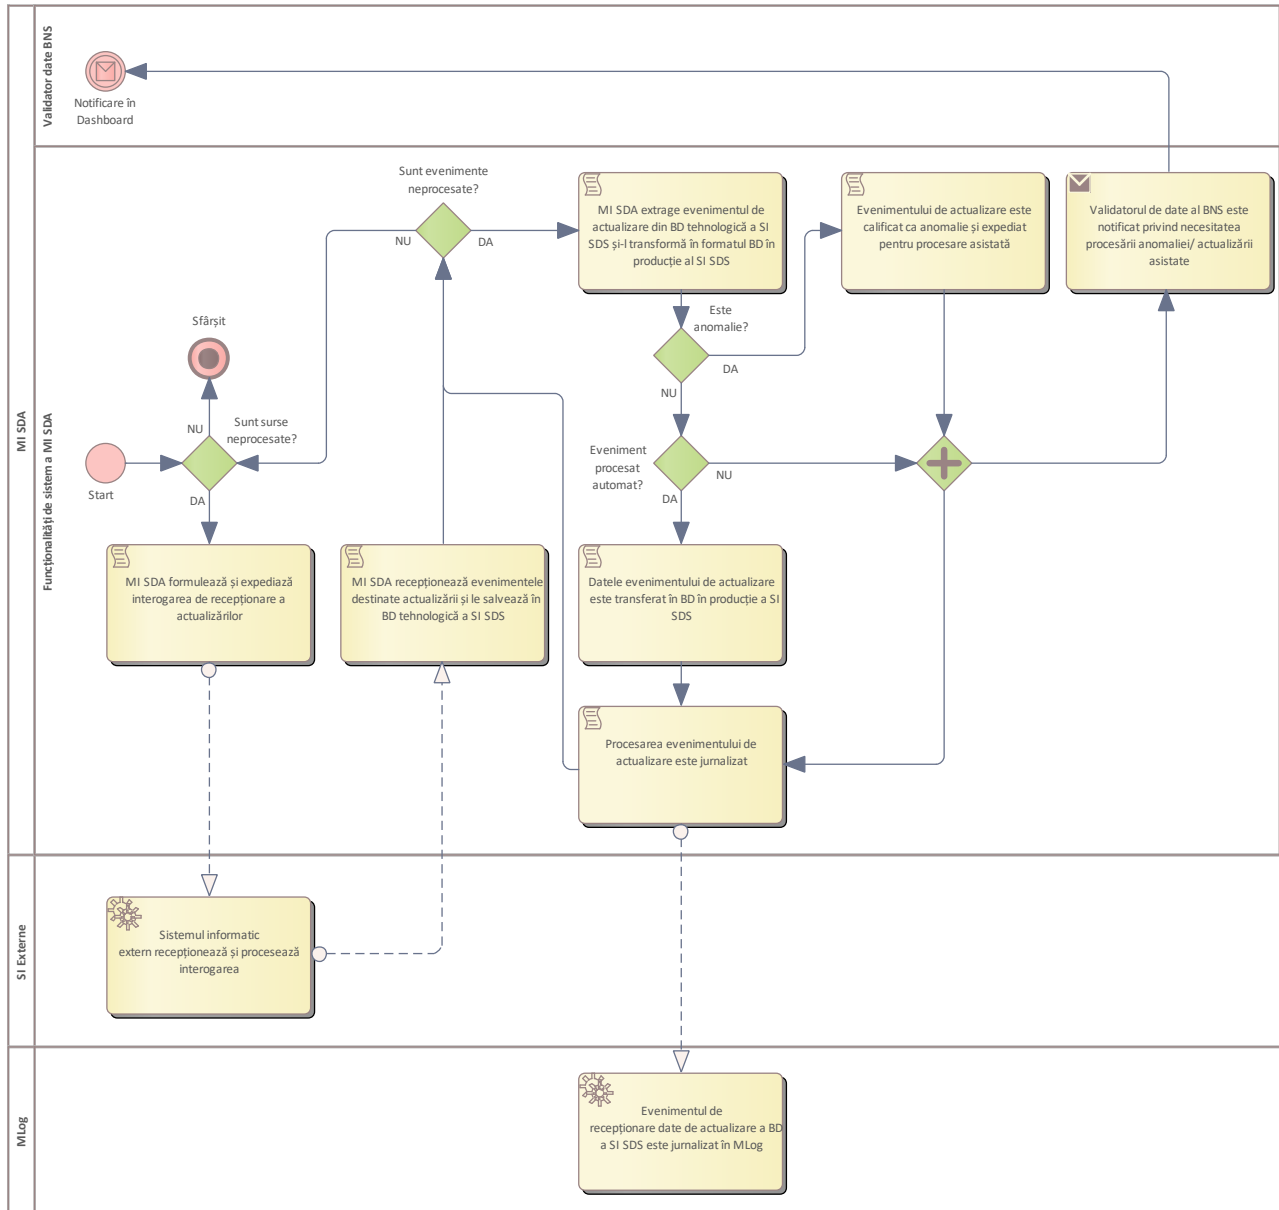 MI SDA
Validator date BNS
Notificare în
Dashboard
Funcționalități de sistem a MI SDA
Sunt evenimente
neprocesate?
NU
DA
MI SDA extrage evenimentul de
actualizare din BD tehnologică a SI
SDS și-l transformă în formatul BD în
producție al SI SDS
Evenimentului de actualizare este
calificat ca anomalie și expediat
pentru procesare asistată
Validatorul de date al BNS este
notificat privind necesitatea
procesării anomaliei/ actualizării
asistate
Este
anomalie?
DA
NU
Sfârșit
NU
Sunt surse
neprocesate?
Start
DA
Eveniment
procesat
automat?
NU
DA
MI SDA formulează și expediază
interogarea de recepționare a
actualizărilor
MI SDA recepționează evenimentele
destinate actualizării și le salvează în
BD tehnologică a SI SDS
Datele evenimentului de actualizare
este transferat în BD în producție a SI
SDS
Procesarea evenimentului de
actualizare este jurnalizat
SI Externe
Sistemul informatic
extern recepționează și procesează
interogarea
MLog
Evenimentul de
recepționare date de actualizare a BD
a SI SDS este jurnalizat în MLog